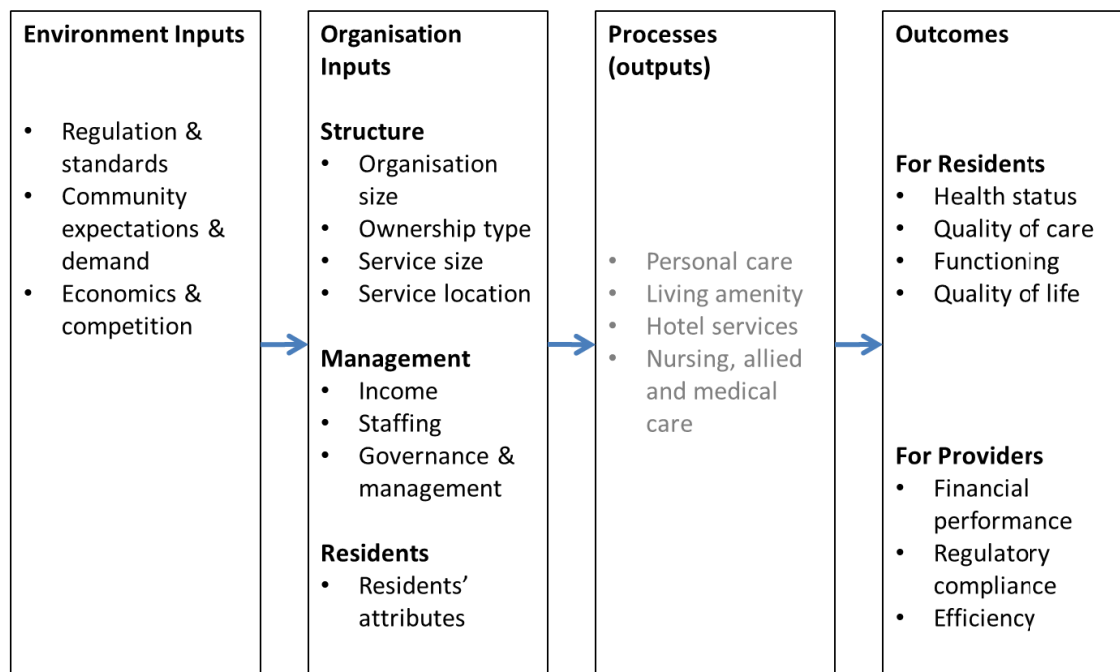 Environment Inputs
• Regulation &
standards
• Community
expectations &
demand
• Economics &
competition
Organisation
Inputs
Structure
• Organisation
size
• Ownership type
• Service size
• Service location
Management
• Income
• Staffing
• Governance &
management
Residents
• Residents’
attributes
Processes
(outputs)
• Personal care
• Living amenity
• Hotel services
• Nursing, allied
and medical
care
Outcomes
For Residents
• Health status
• Quality of care
• Functioning
• Quality of life
For Providers
• Financial
performance
• Regulatory
compliance
• Efficiency